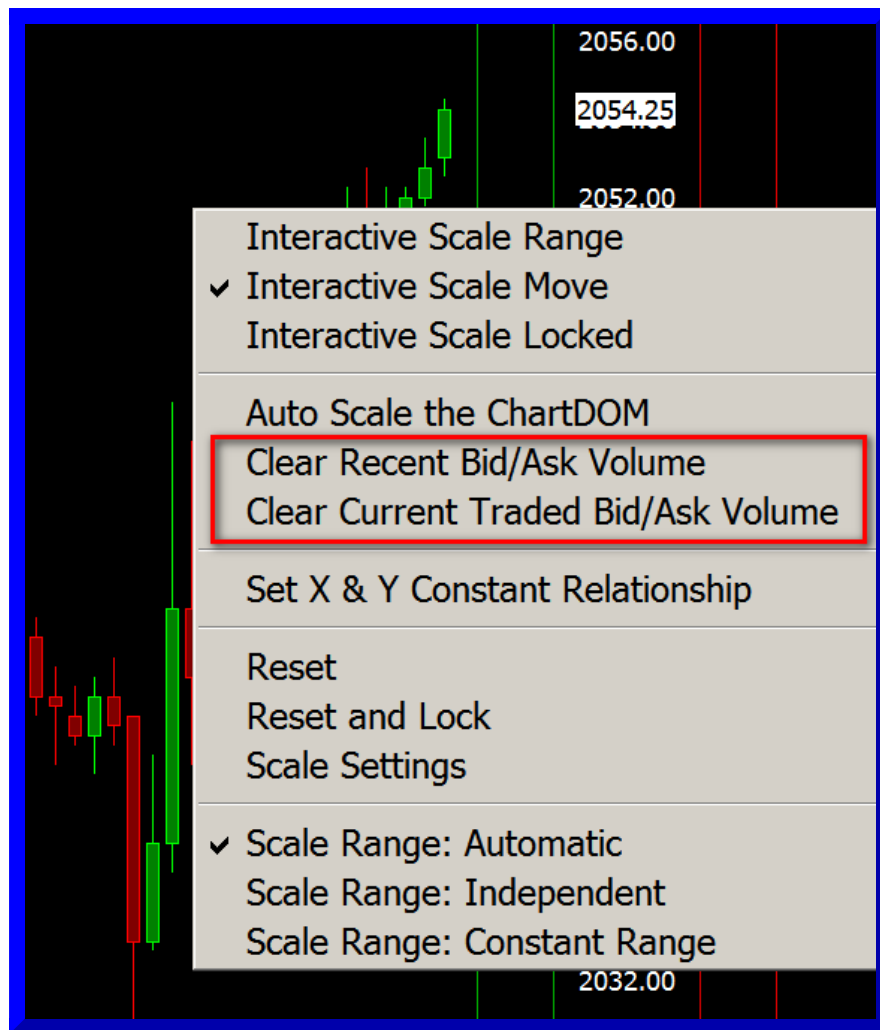 2056.00
2054.25
2052.00
Interactive Scale Range
Interactive Scale Move
Interactive Scale Locked
Auto Scale the ChartDOM
Clear Recent Bid/Ask Volume
Clear Current Traded Bid/Ask Volume
Set X & Y Constant Relationship
Reset
Reset and Lock
Scale Settings
Scale Range: Automatic
Scale Range: Independent
Scale Range: Constant Range
2032.00